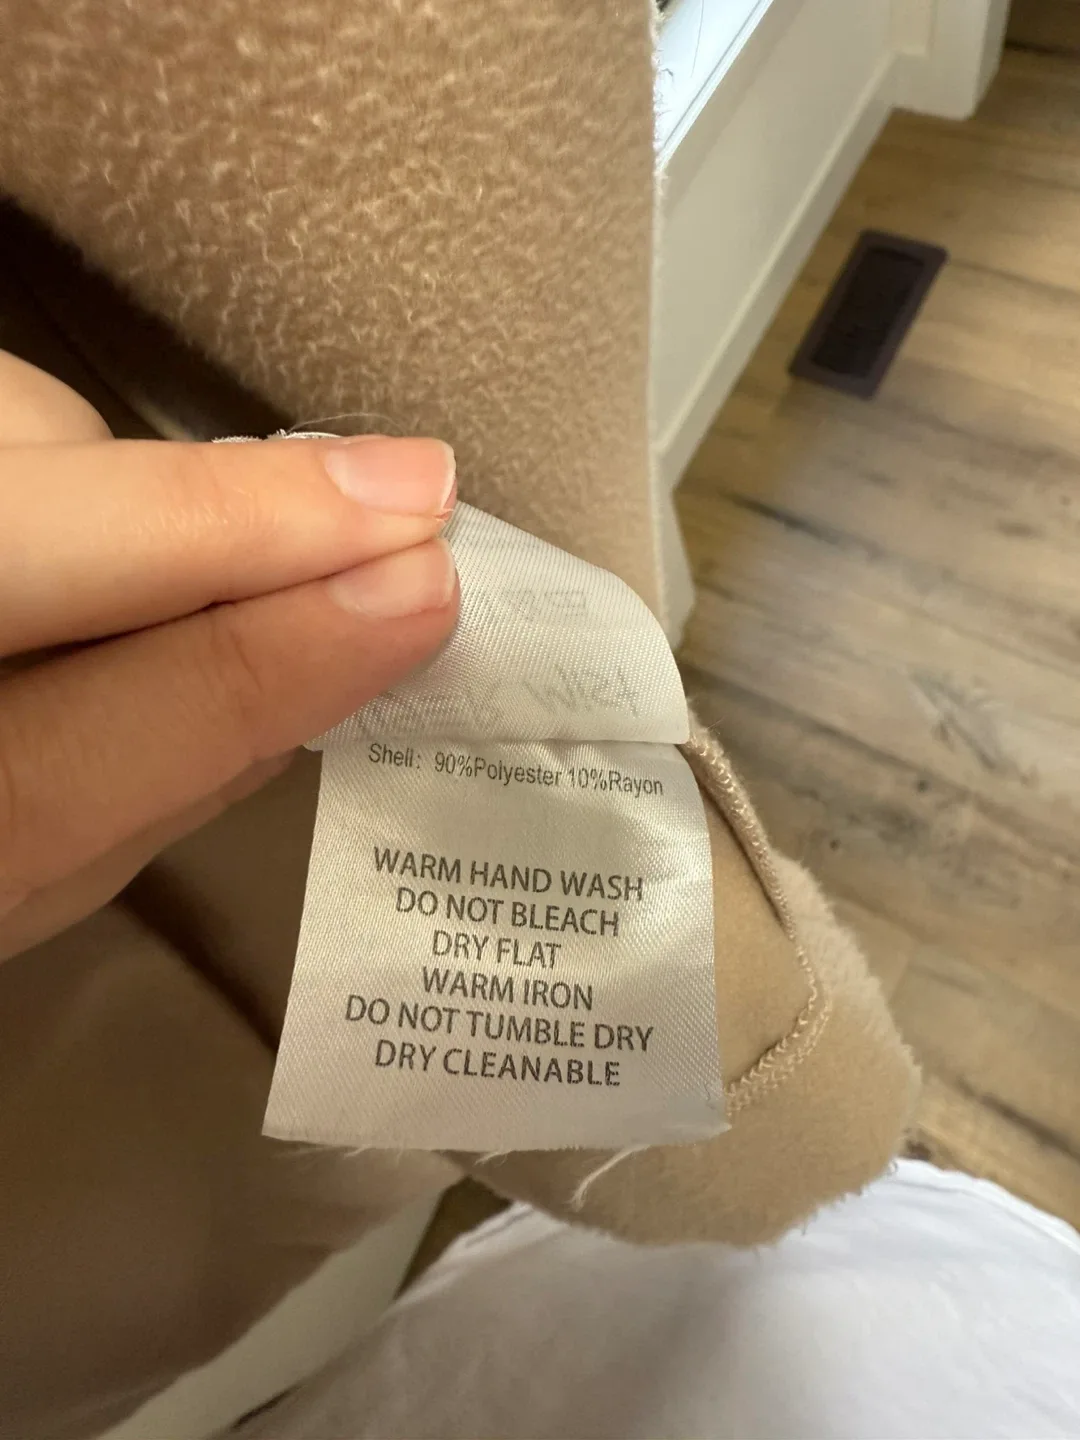 Shell: 90%Polyester 10%Rayon
WARM HAND WASH
DO NOT BLEACH
DRY FLAT
WARM IRON
DO NOT TUMBLE DRY
DRY CLEANABLE